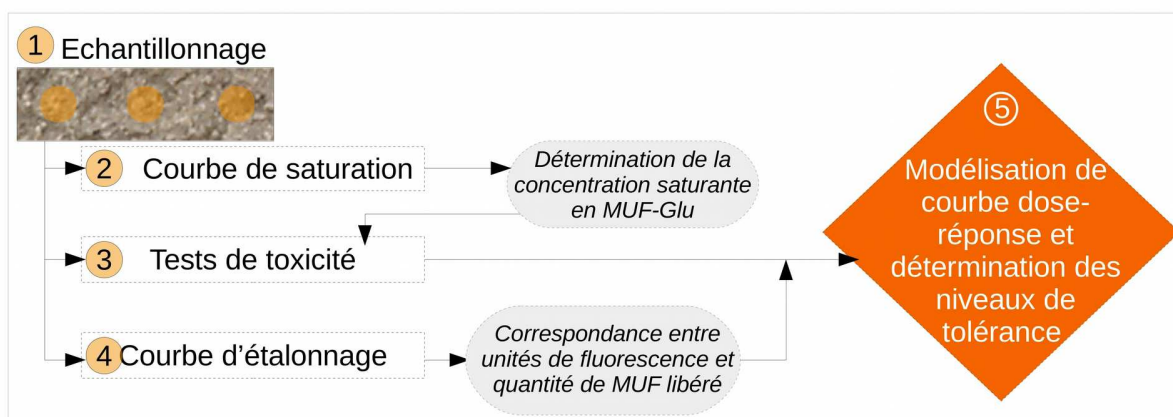 1 Echantillonnage
2 Courbe de saturation
Détermination de la
concentration saturante
en MUF-Glu
3 Tests de toxicité
4 Courbe d’étalonnage
Correspondance entre
unités de fluorescence et
quantité de MUF libéré
5
Modélisation de
courbe dose-
réponse et
détermination des
niveaux de
tolérance